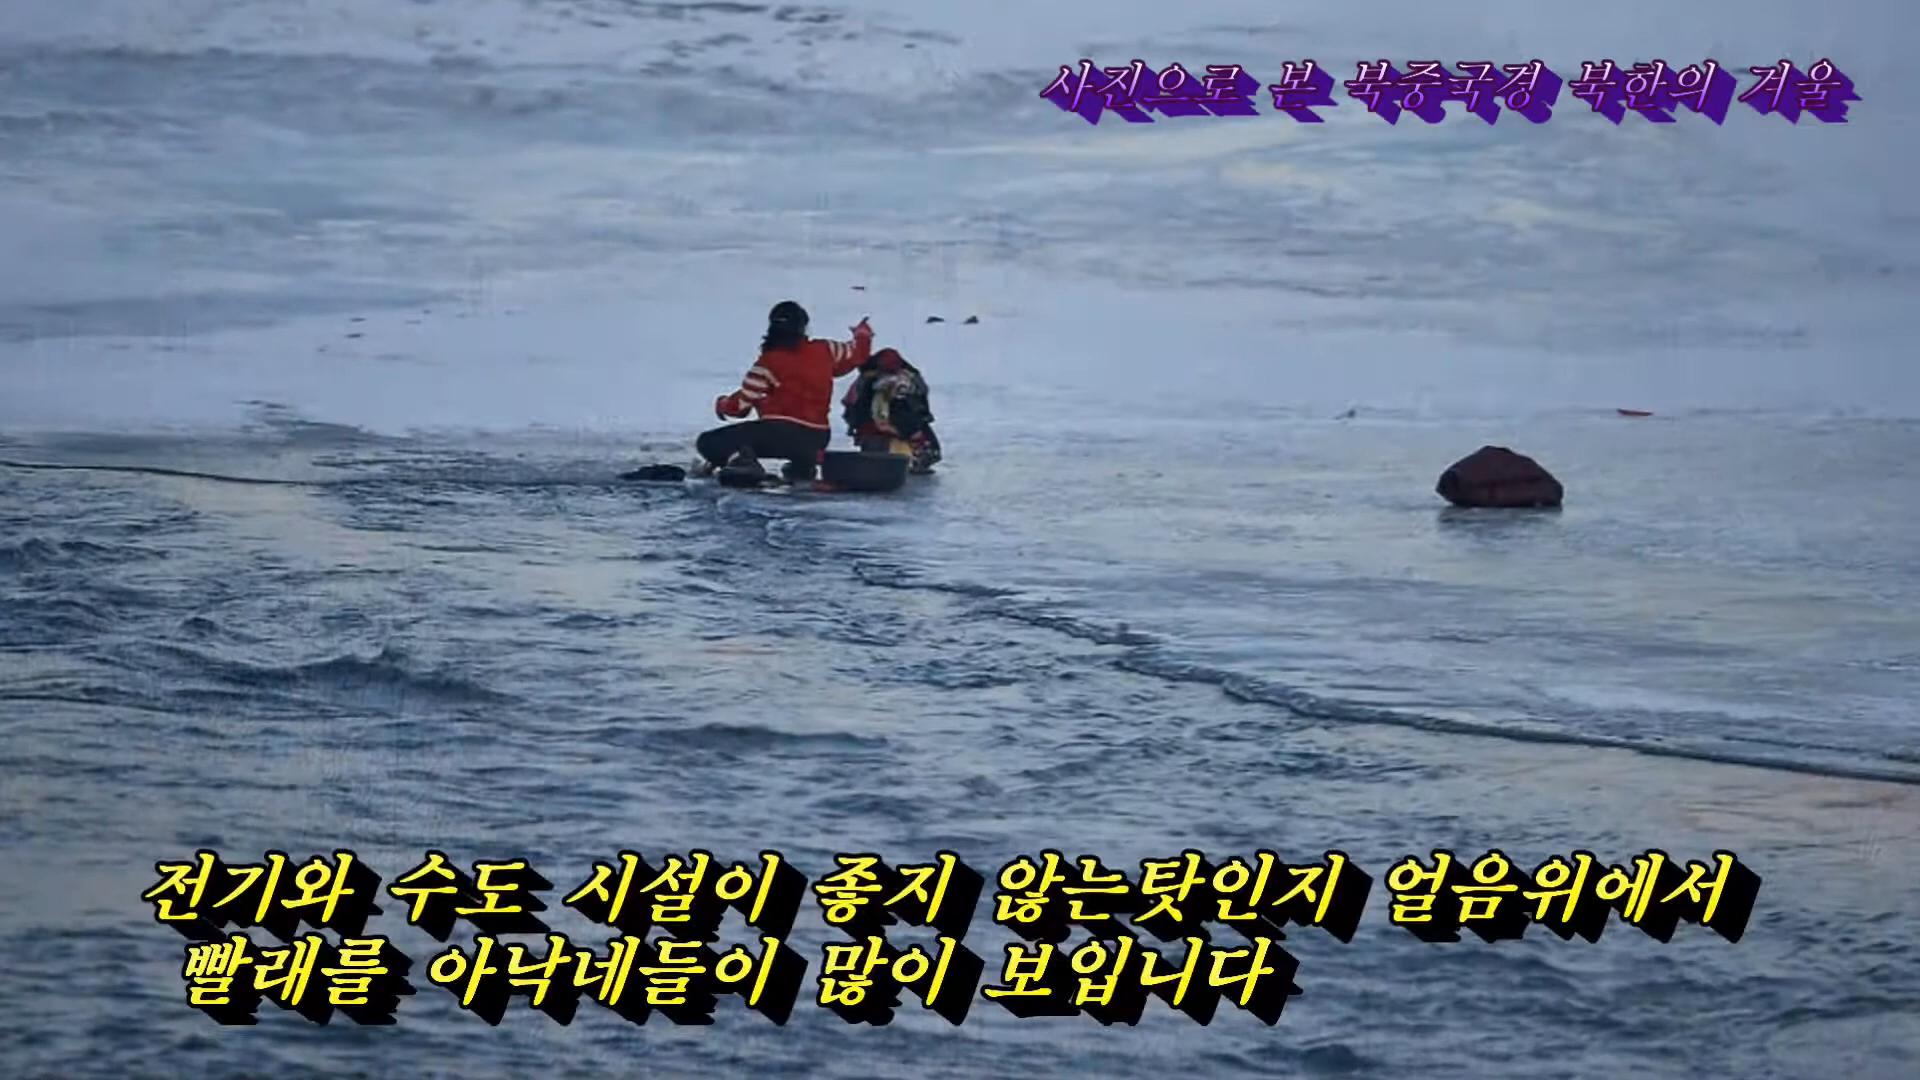 사진으로 본 북중국경 북한의 겨울
전기와 수도 시설이 좋지 않는탓인지 얼음위에서
빨래를 아낙네들이 많이 보입니다